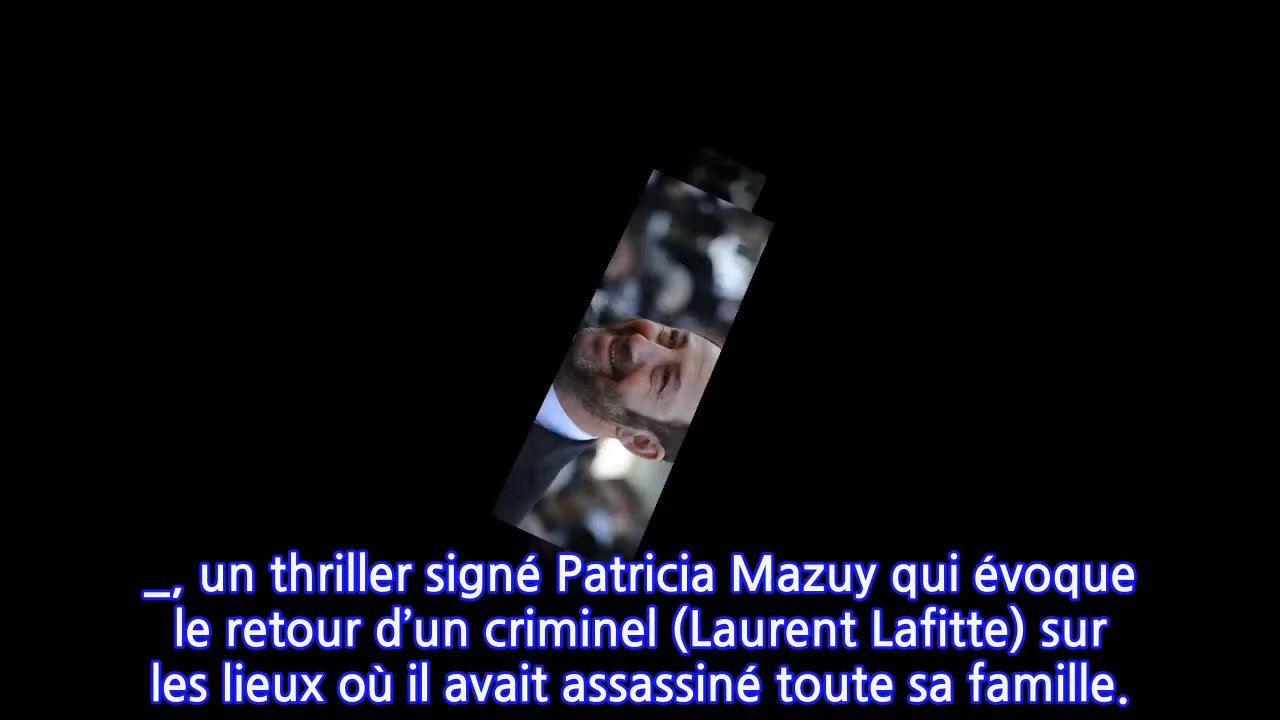 _, un thriller signé Patricia Mazuy qui évoque
le retour d’un criminel (Laurent Lafitte) sur
les lieux où il avait assassiné toute sa famille.